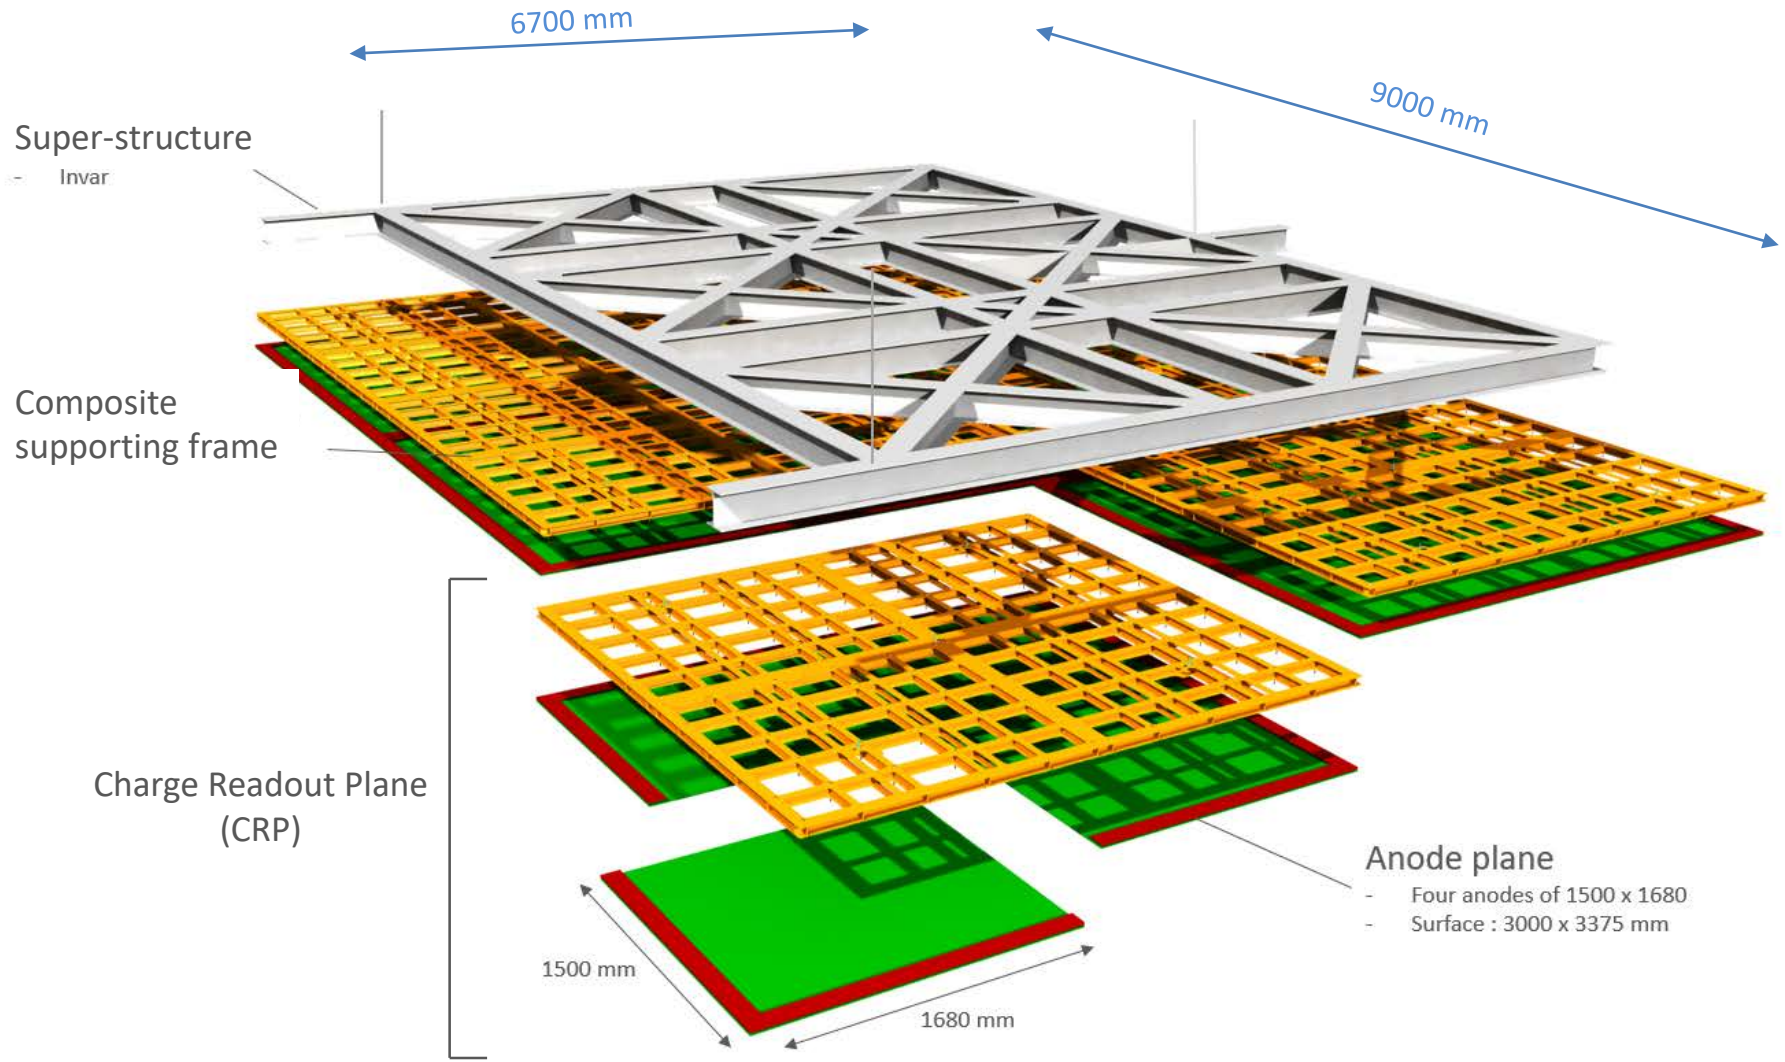 6700 mm
9000 mm
Super-structure
- Invar
Composite
supporting frame
Charge Readout Plane
(CRP)
Anode plane
- Four anodes of 1500 x 1680
- Surface : 3000 x 3375 mm
1500 mm
1680 mm